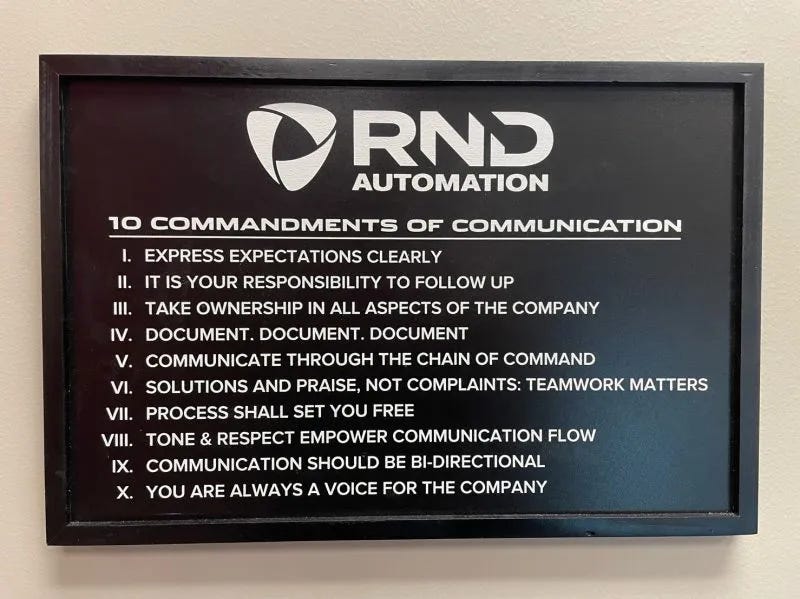 RND
AUTOMATION
10 COMMANDMENTS OF COMMUNICATION
I. EXPRESS EXPECTATIONS CLEARLY
II. IT IS YOUR RESPONSIBILITY TO FOLLOW UP
III. TAKE OWNERSHIP IN ALL ASPECTS OF THE COMPANY
IV. DOCUMENT. DOCUMENT. DOCUMENT
V. COMMUNICATE THROUGH THE CHAIN OF COMMAND
VI. SOLUTIONS AND PRAISE, NOT COMPLAINTS: TEAMWORK MATTERS
VII. PROCESS SHALL SET YOU FREE
VIII. TONE & RESPECT EMPOWER COMMUNICATION FLOW
IX. COMMUNICATION SHOULD BE BI-DIRECTIONAL
X. YOU ARE ALWAYS A VOICE FOR THE COMPANY